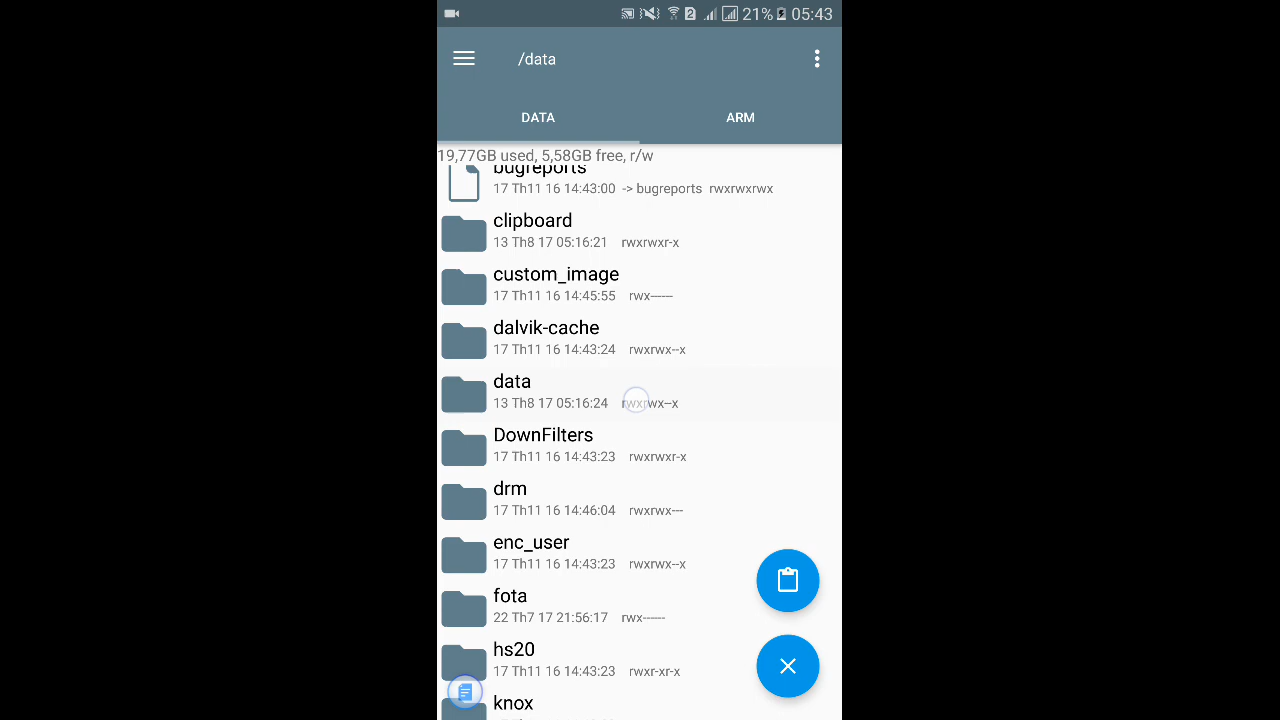 2 21% 05:43
/data
DATA ARM
19,77GB used, 5,58GB free, r/w
bugreports
17 Th11 16 14:43:00 -> bugreports rwxrwxrwx
clipboard
13 Th8 17 05:16:21 rwxrwxr-x
custom_image
17 Th11 16 14:45:55 rwx------
dalvik-cache
17 Th11 16 14:43:24 rwxrwx--x
data
13 Th8 17 05:16:24 rwxrwx--x
DownFilters
17 Th11 16 14:43:23 rwxrwxr-x
drm
17 Th11 16 14:46:04 rwxrwx---
enc_user
17 Th11 16 14:43:23 rwxrwx--x
fota
22 Th7 17 21:56:17 rwx------
hs20
17 Th11 16 14:43:23 rwxr-xr-x
knox